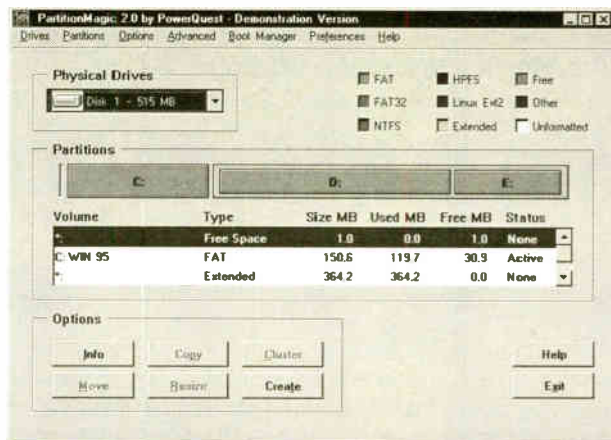 PartitionMagic 2.0 by PowerQuest - Demonstration Version
Drives Partitions Options Advanced Boot Manager Preferences Help
Physical Drives
Disk 1 - 515 MB
FAT HPFS Free
FAT32 Linux Ext2 Other
NTFS Extended Unformatted
Partitions
C: D: E:
Volume Type Size MB Used MB Free MB Status
*: Free Space 1.0 0.0 1.0 None
C: WIN 95 FAT 150.6 119.7 30.9 Active
*: Extended 364.2 364.2 0.0 None
Options
Info Copy Cluster Help
Move Resize Create Exit